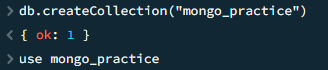 > db.createCollection("mongo_practice")
< { ok: 1 }
> use mongo_practice